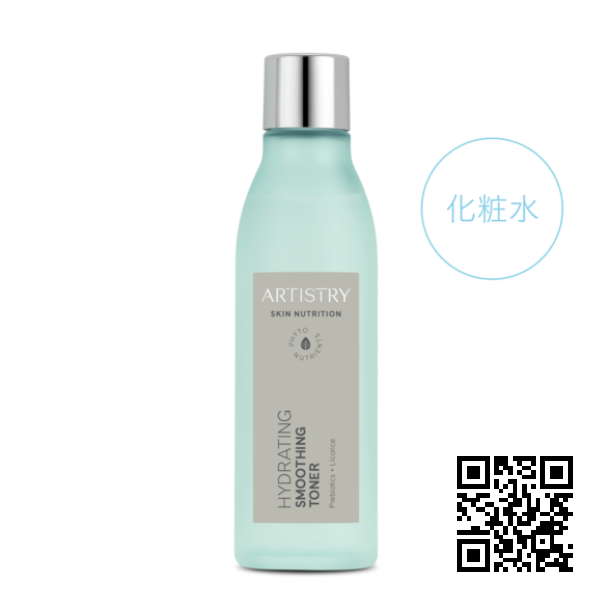 化粧水
ARTISTRY
SKIN NUTRITION
PHYTO
NUTRIENTS
HYDRATING
SMOOTHING
TONER
Prebiotics + Licorice